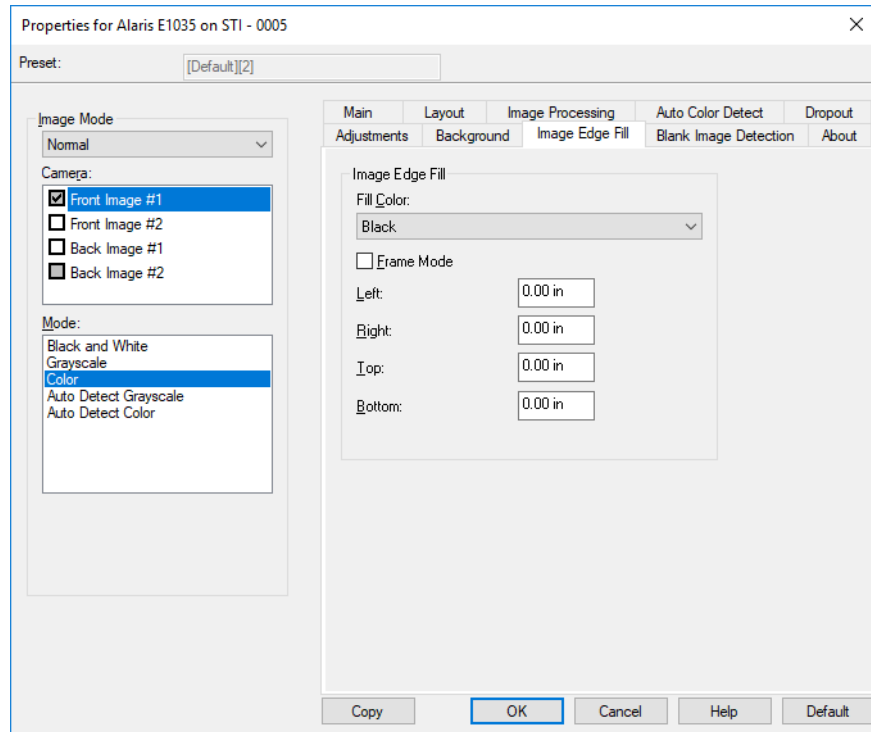 Properties for Alaris E1035 on STI - 0005
Preset:
[Default][2]
Image Mode
Normal
Camera:
Front Image #1
Front Image #2
Back Image #1
Back Image #2
Mode:
Black and White
Grayscale
Color
Auto Detect Grayscale
Auto Detect Color
Main Layout Image Processing Auto Color Detect Dropout
Adjustments Background Image Edge Fill Blank Image Detection About
Image Edge Fill
Fill Color:
Black
Frame Mode
Left: 0.00 in
Right: 0.00 in
Top: 0.00 in
Bottom: 0.00 in
Copy OK Cancel Help Default